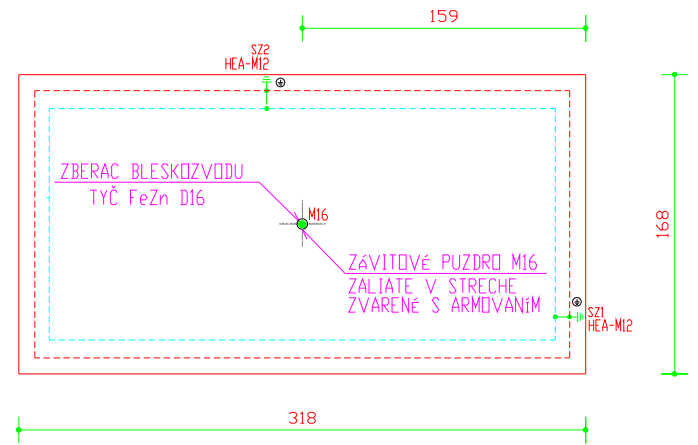 159
SZ2
HEA-M12
ZBERAC BLESKOZVODU
TYČ FeZn D16
M16
168
ZáVITOVé PUZDRO M16
ZALIATE V STRECHE
ZVARENé S ARMOVANíM
SZ1
HEA-M12
318